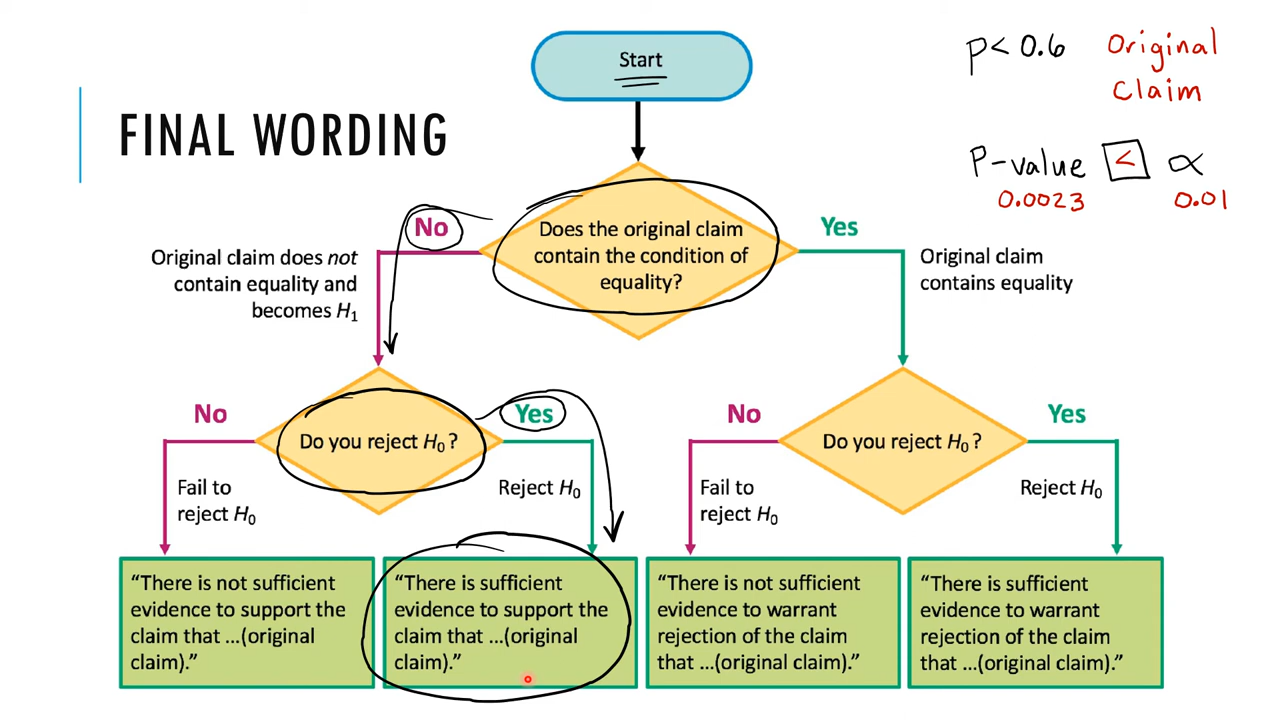 Start
p < 0.6 Original
Claim
FINAL WORDING
P-value < α
0.0023 0.01
No
Does the original claim
contain the condition of
equality?
Yes
Original claim does not
contain equality and
becomes H₁
Original claim
contains equality
No
Do you reject H₀?
Yes
No
Do you reject H₀?
Yes
Fail to
reject H₀
Reject H₀
Fail to
reject H₀
Reject H₀
“There is not sufficient
evidence to support the
claim that ...(original
claim).”
“There is sufficient
evidence to support the
claim that ...(original
claim).”
“There is not sufficient
evidence to warrant
rejection of the claim
that ...(original claim).”
“There is sufficient
evidence to warrant
rejection of the claim
that ...(original claim).”